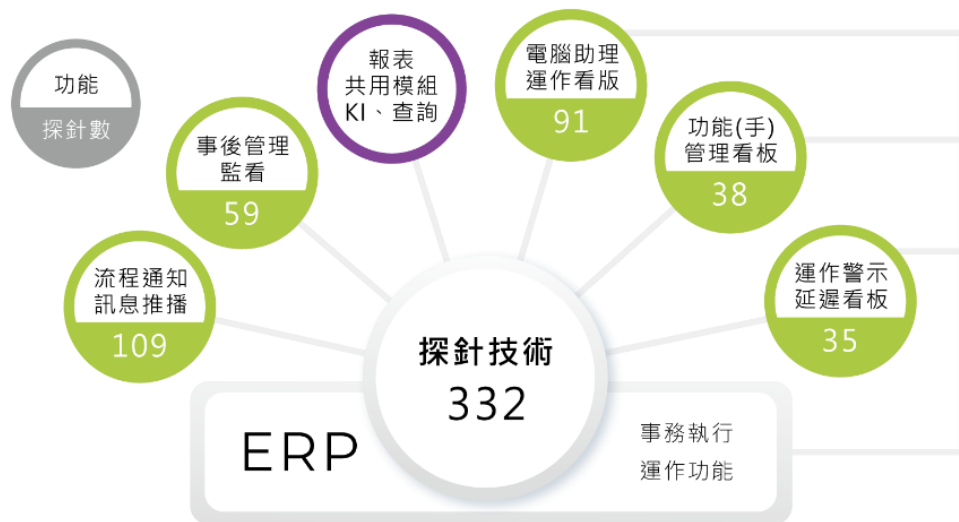 功能
探針數
報表
共用模組
KI、查詢
電腦助理
運作看版
91
事後管理
監看
59
功能(手)
管理看板
38
流程通知
訊息推播
109
運作警示
延遲看板
35
探針技術
332
ERP
事務執行
運作功能